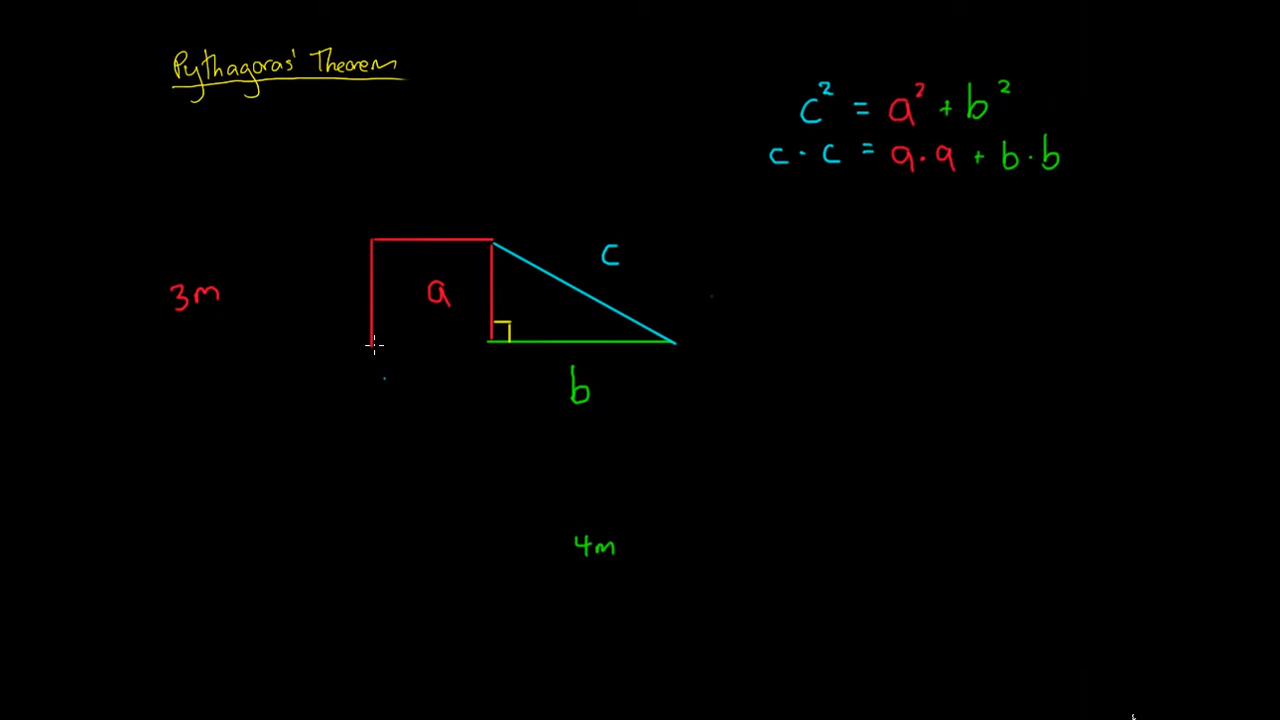 Pythagoras' Theorem
c² = a² + b²
c · c = a · a + b · b
c
3m
a
b
4m